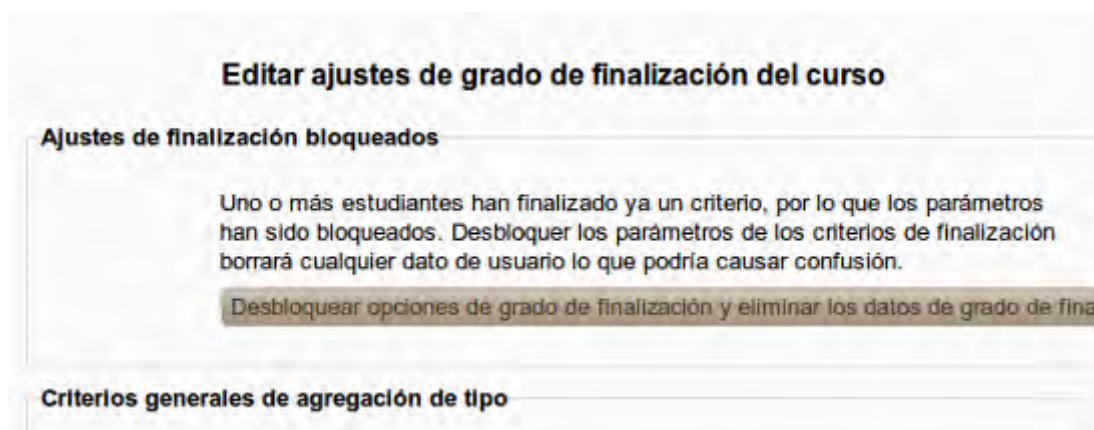 Editar ajustes de grado de finalización del curso
Ajustes de finalización bloqueados
Uno o más estudiantes han finalizado ya un criterio, por lo que los parámetros
han sido bloqueados. Desbloquer los parámetros de los criterios de finalización
borrará cualquier dato de usuario lo que podría causar confusión.
Desbloquear opciones de grado de finalización y eliminar los datos de grado de fina
Criterios generales de agregación de tipo